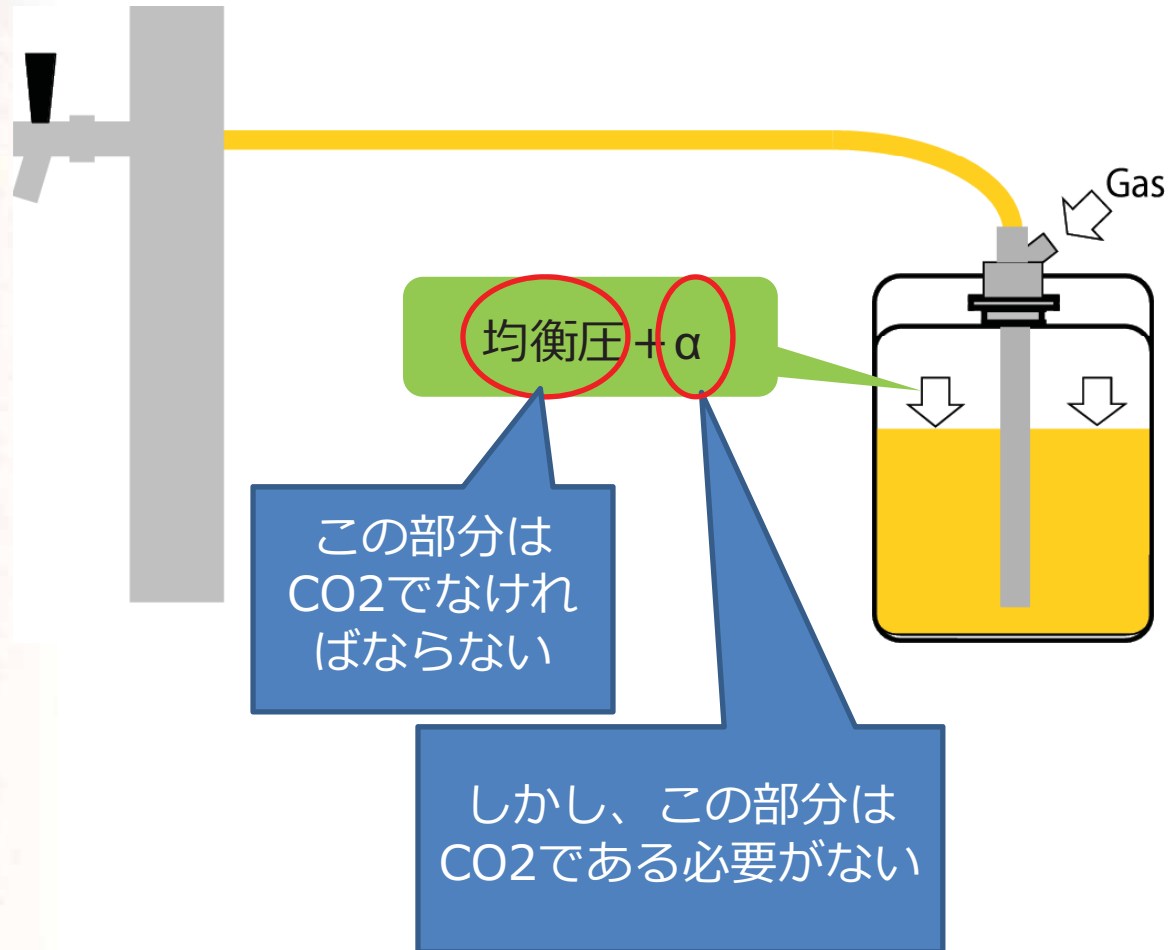 Gas
均衡圧＋α
この部分は
CO2でなけれ
ばならない
しかし、この部分は
CO2である必要がない